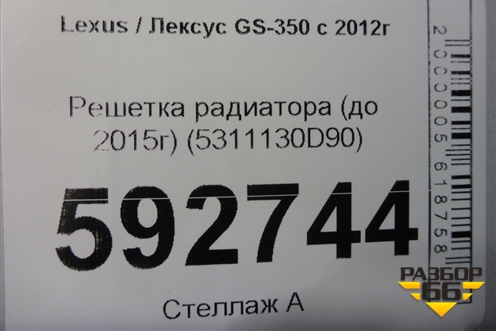 Lexus / Лексус GS-350 с 2012г
Решетка радиатора (до
2015г) (5311130D90)
592744
Стеллаж А
2000005618758
РАЗБОР
66